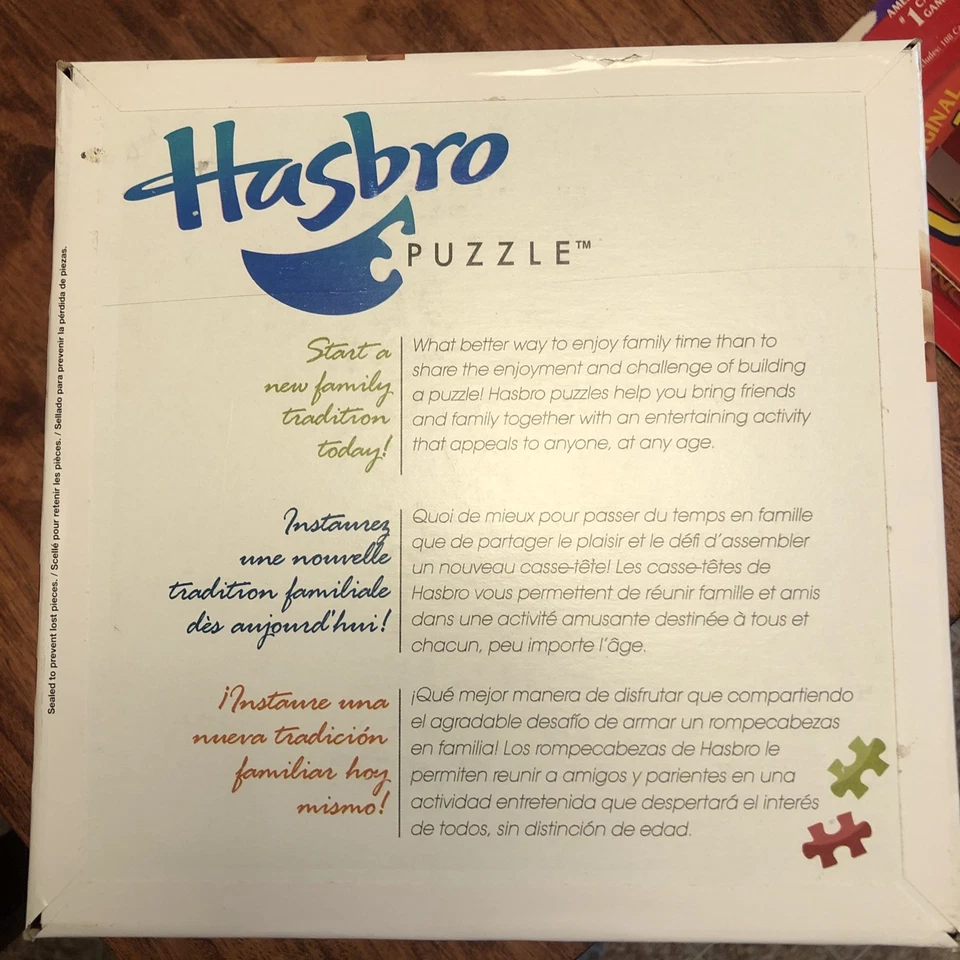 Hasbro
PUZZLE™
Start a
new family
tradition
today!
What better way to enjoy family time than to
share the enjoyment and challenge of building
a puzzle! Hasbro puzzles help you bring friends
and family together with an entertaining activity
that appeals to anyone, at any age.
Instaurez
une nouvelle
tradition familiale
dès aujourd'hui!
Quoi de mieux pour passer du temps en famille
que de partager le plaisir et le défi d'assembler
un nouveau casse-tête! Les casse-têtes de
Hasbro vous permettent de réunir famille et amis
dans une activité amusante destinée à tous et
chacun, peu importe l'âge.
¡Instaure una
nueva tradición
familiar hoy
mismo!
¡Qué mejor manera de disfrutar que compartiendo
el agradable desafío de armar un rompecabezas
en familia! Los rompecabezas de Hasbro le
permiten reunir a amigos y parientes en una
actividad entretenida que despertará el interés
de todos, sin distinción de edad.
Sealed to prevent lost pieces. / Scellé pour retenir les pièces. / Sellado para prevenir la pérdida de piezas.
#1